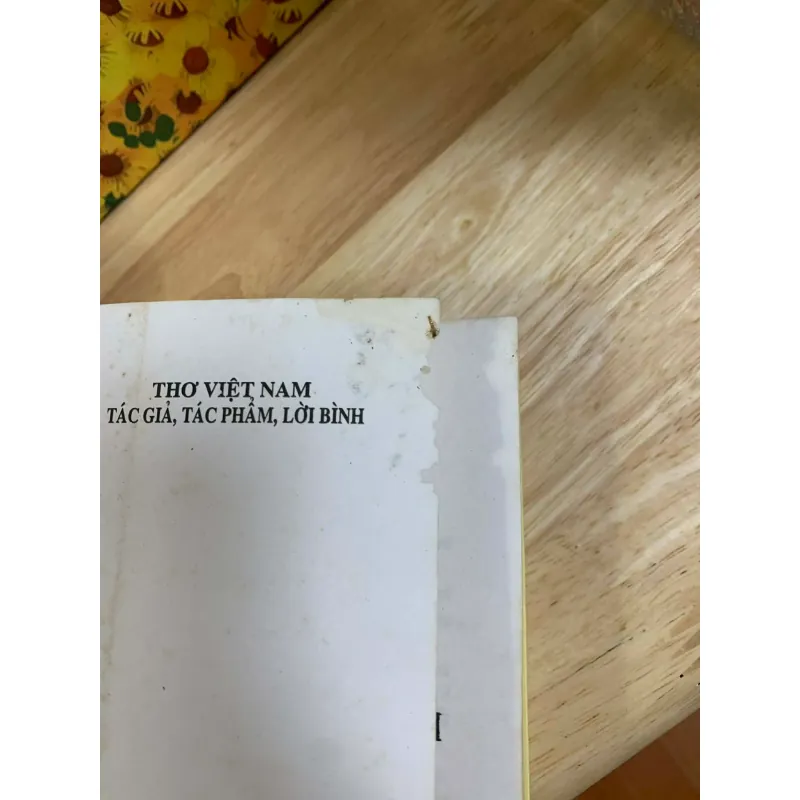 THƠ VIỆT NAM
TÁC GIẢ, TÁC PHẨM, LỜI BÌNH